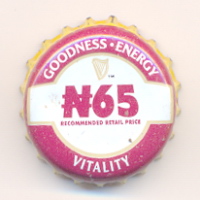 GOODNESS · ENERGY
™
₦65
RECOMMENDED RETAIL PRICE
VITALITY